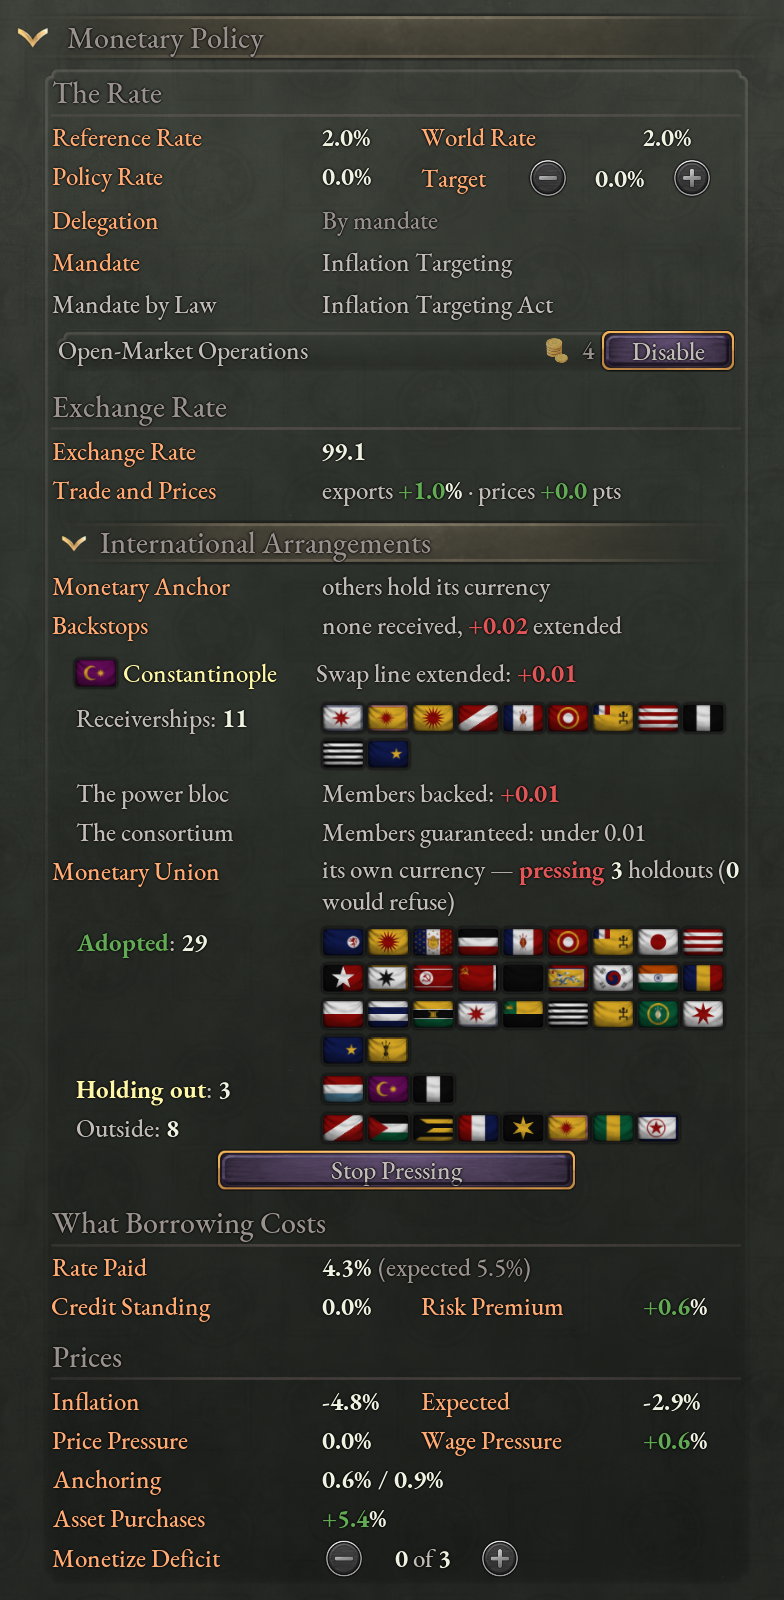 Monetary Policy
The Rate
Reference Rate 2.0% World Rate 2.0%
Policy Rate 0.0% Target 0.0%
Delegation By mandate
Mandate Inflation Targeting
Mandate by Law Inflation Targeting Act
Open-Market Operations 4 Disable
Exchange Rate
Exchange Rate 99.1
Trade and Prices exports +1.0% · prices +0.0 pts
International Arrangements
Monetary Anchor others hold its currency
Backstops none received, +0.02 extended
Constantinople Swap line extended: +0.01
Receiverships: 11
The power bloc Members backed: +0.01
The consortium Members guaranteed: under 0.01
Monetary Union its own currency — pressing 3 holdouts (0
would refuse)
Adopted: 29
Holding out: 3
Outside: 8
Stop Pressing
What Borrowing Costs
Rate Paid 4.3% (expected 5.5%)
Credit Standing 0.0% Risk Premium +0.6%
Prices
Inflation -4.8% Expected -2.9%
Price Pressure 0.0% Wage Pressure +0.6%
Anchoring 0.6% / 0.9%
Asset Purchases +5.4%
Monetize Deficit 0 of 3